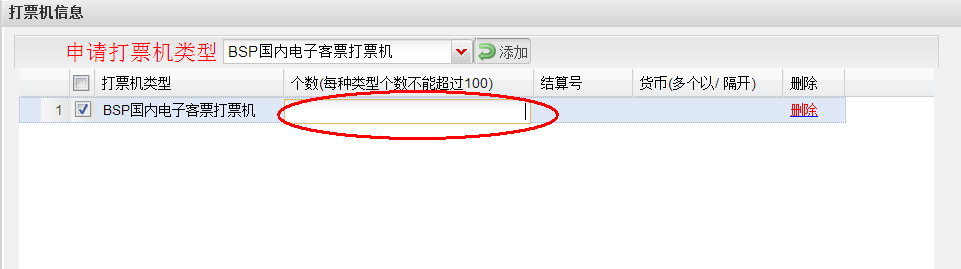 打票机信息
申请打票机类型 BSP国内电子客票打票机 添加
打票机类型 个数(每种类型个数不能超过100) 结算号 货币(多个以/ 隔开) 删除
1 BSP国内电子客票打票机 删除